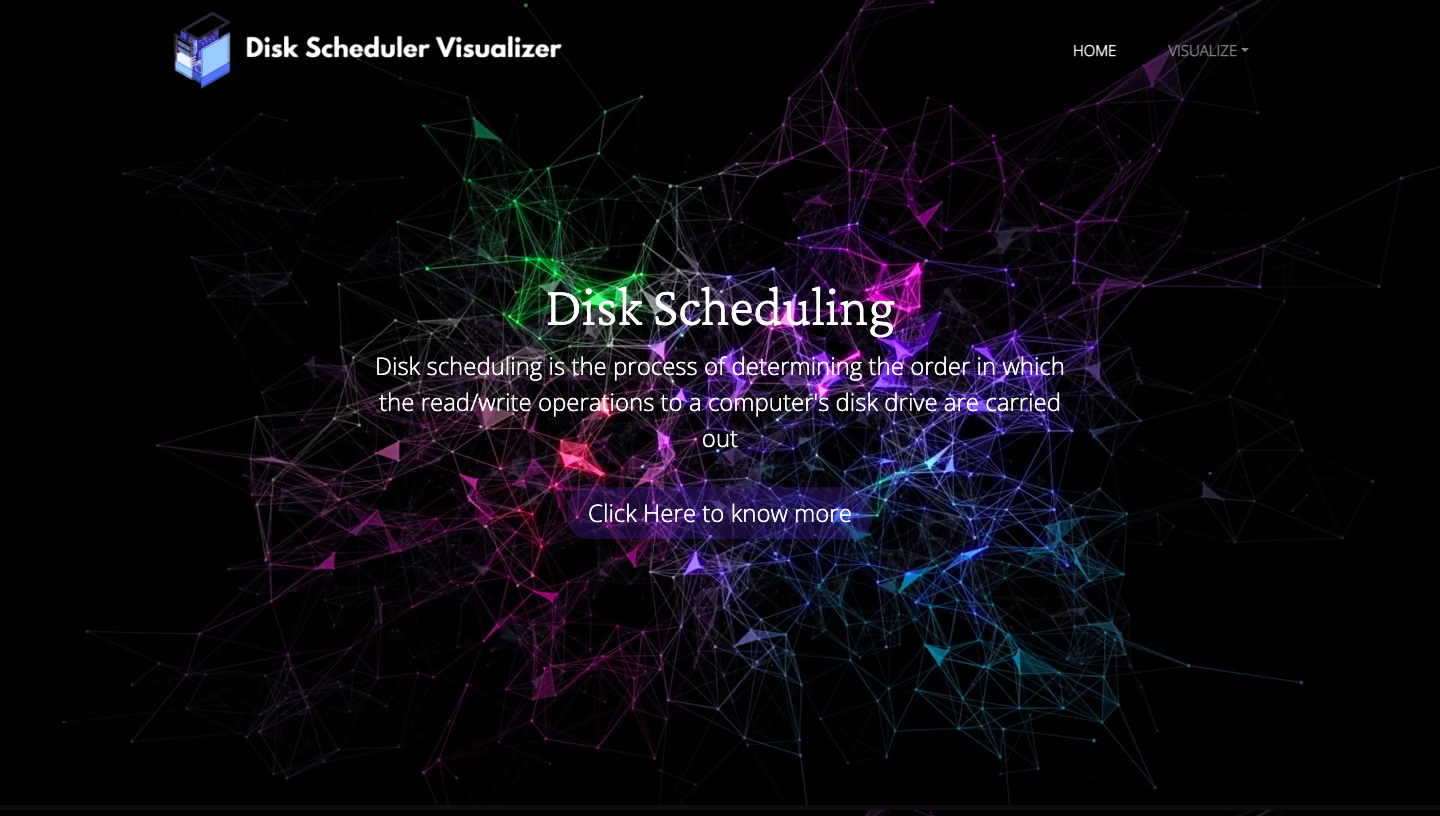 Disk Scheduler Visualizer
HOME
VISUALIZE
Disk Scheduling
Disk scheduling is the process of determining the order in which
the read/write operations to a computer's disk drive are carried
out
Click Here to know more